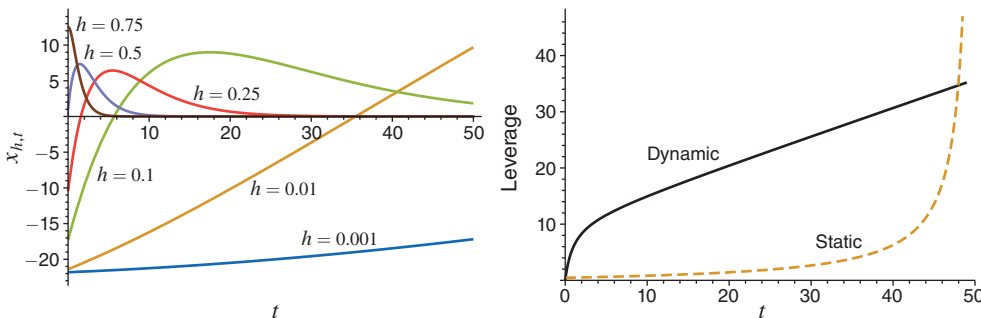 h = 0.75
h = 0.5
h = 0.25
h = 0.1
h = 0.01
h = 0.001
10
5
−5
−10
−15
−20
10
20
30
40
50
x_{h,t}
t
Leverage
40
30
20
10
0
10
20
30
40
50
Dynamic
Static
t